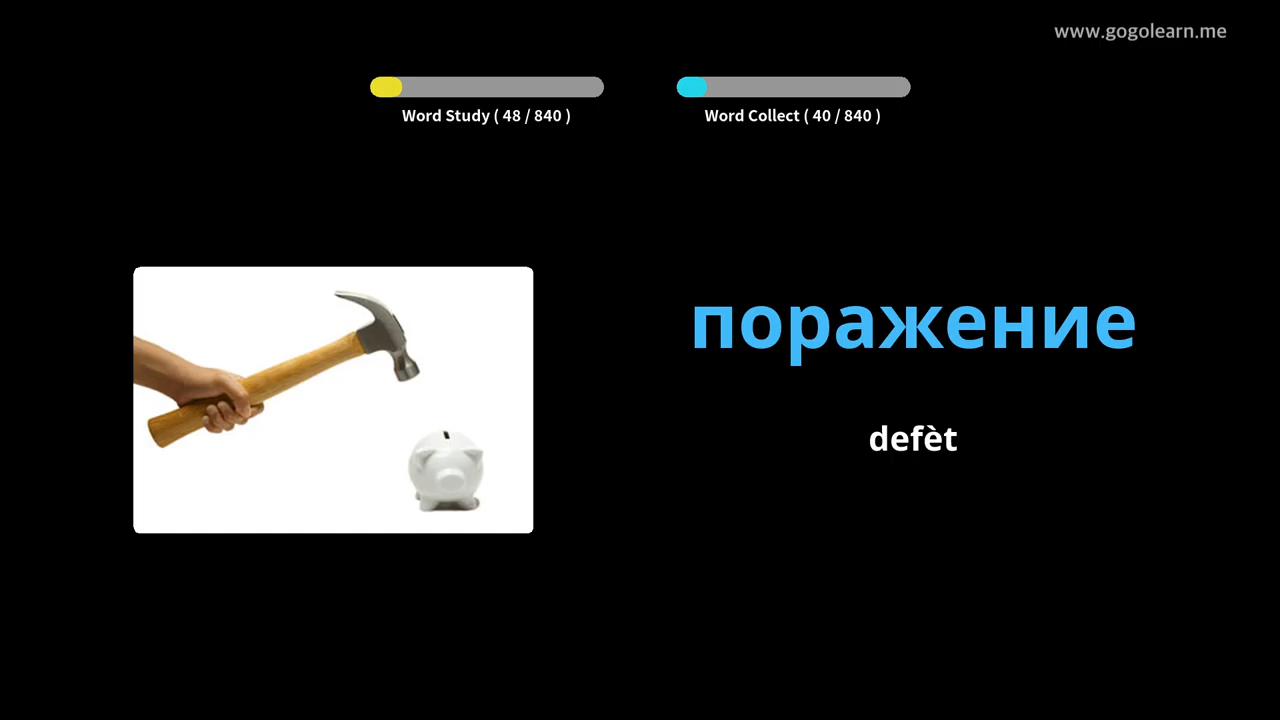 www.gogolearn.me
Word Study ( 48 / 840 )
Word Collect ( 40 / 840 )
поражение
defèt